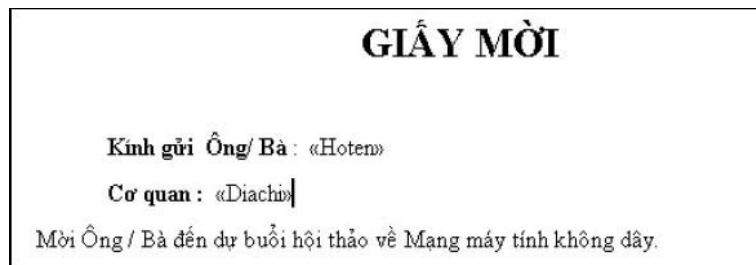 GIẤY MỜI
Kính gửi Ông/ Bà : «Hoten»
Cơ quan : «Diachi»
Mời Ông / Bà đến dự buổi hội thảo về Mạng máy tính không dây.